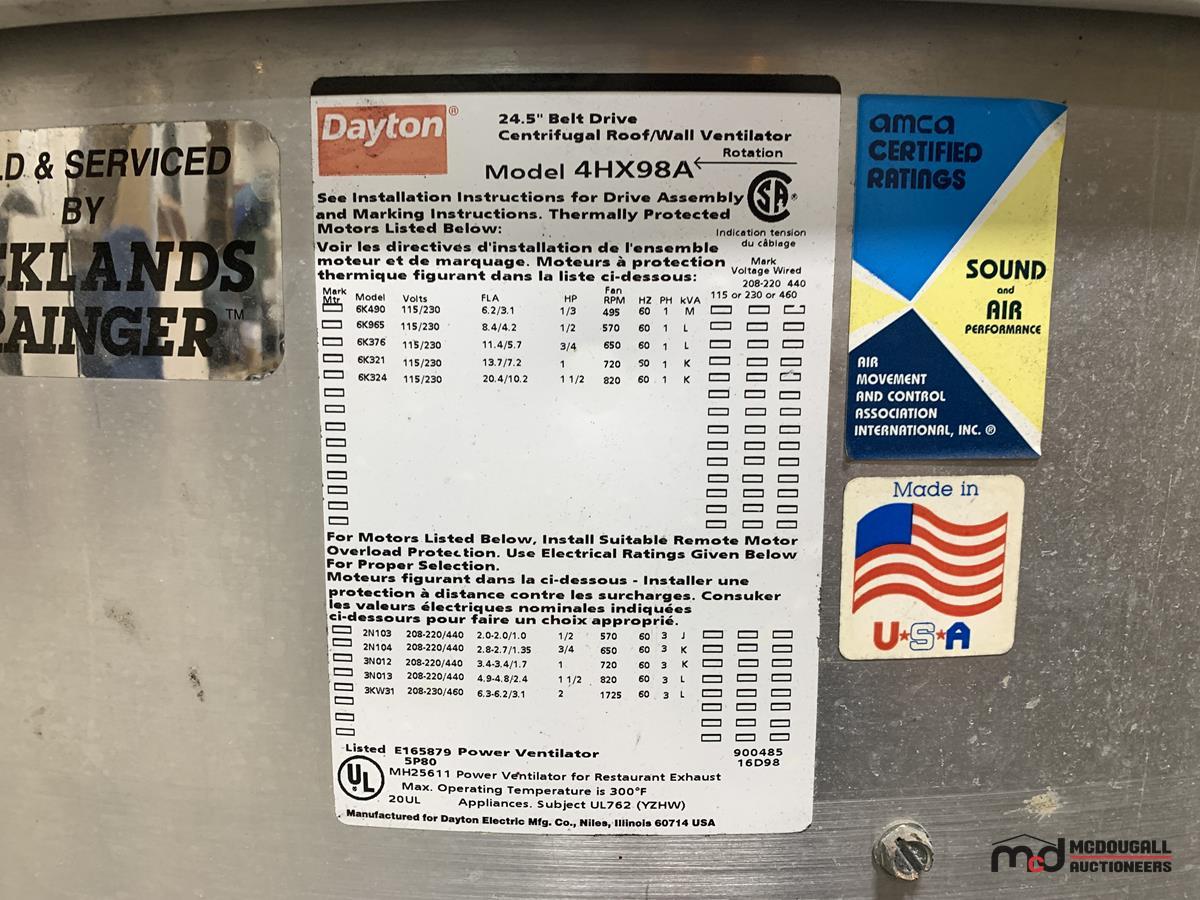 LD & SERVICED
BY
CKLANDS
RAINGER™
Dayton®
24.5" Belt Drive
Centrifugal Roof/Wall Ventilator
Rotation
Model 4HX98A
See Installation Instructions for Drive Assembly
and Marking Instructions. Thermally Protected
Motors Listed Below:
SA®
Indication tension
du câblage
Voir les directives d'installation de l'ensemble
moteur et de marquage. Moteurs à protection
thermique figurant dans la liste ci-dessous:
Mark
Voltage Wired
208-220 440
115 or 230 or 460
Mark Mtr Model Volts FLA HP Fan RPM HZ PH kVA
6K490 115/230 6.2/3.1 1/3 495 60 1 M
6K965 115/230 8.4/4.2 1/2 570 60 1 L
6K376 115/230 11.4/5.7 3/4 650 60 1 L
6K321 115/230 13.7/7.2 1 720 50 1 K
6K324 115/230 20.4/10.2 1 1/2 820 60 1 K
For Motors Listed Below, Install Suitable Remote Motor
Overload Protection. Use Electrical Ratings Given Below
For Proper Selection.
Moteurs figurant dans la ci-dessous - Installer une
protection à distance contre les surcharges. Consuker
les valeurs électriques nominales indiquées
ci-dessours pour faire un choix approprié.
2N103 208-220/440 2.0-2.0/1.0 1/2 570 60 3 J
2N104 208-220/440 2.8-2.7/1.35 3/4 650 60 3 K
3N012 208-220/440 3.4-3.4/1.7 1 720 60 3 K
3N013 208-220/440 4.9-4.8/2.4 1 1/2 820 60 3 L
3KW31 208-230/460 6.3-6.2/3.1 2 1725 60 3 L
Listed E165879 Power Ventilator 900485
5P80 16D98
UL
MH25611 Power Ventilator for Restaurant Exhaust
Max. Operating Temperature is 300°F
20UL Appliances. Subject UL762 (YZHW)
Manufactured for Dayton Electric Mfg. Co., Niles, Illinois 60714 USA
amca
CERTIFIED
RATINGS
SOUND
and
AIR
PERFORMANCE
AIR
MOVEMENT
AND CONTROL
ASSOCIATION
INTERNATIONAL, INC. ®
Made in
U*S*A
mcd MCDOUGALL
AUCTIONEERS